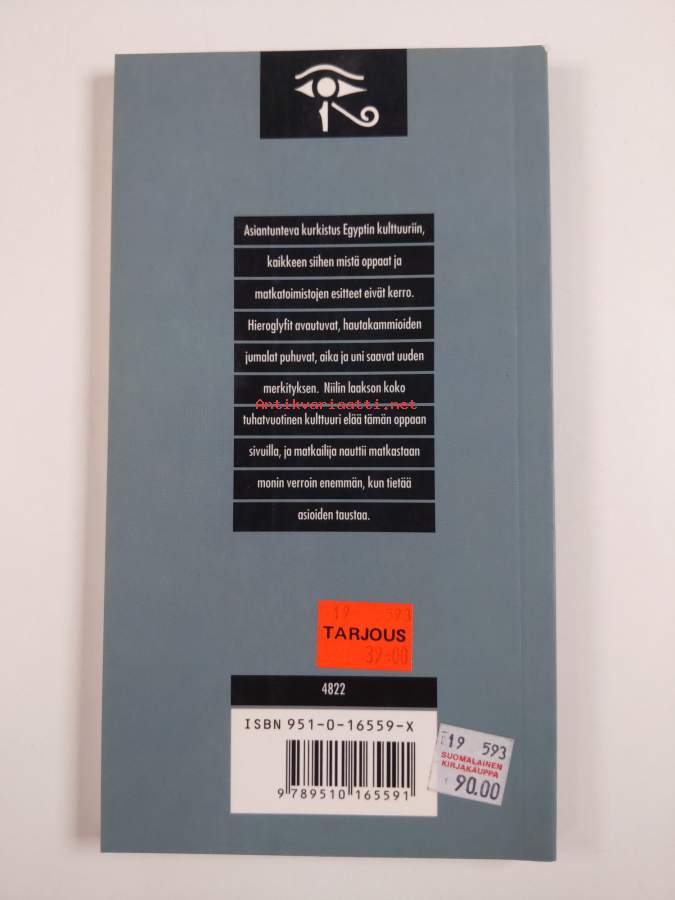 Asiantunteva kurkistus Egyptin kulttuuriin,
kaikkeen siihen mistä oppaat ja
matkatoimistojen esitteet eivät kerro.
Hieroglyfit avautuvat, hautakammioiden
jumalat puhuvat, aika ja uni saavat uuden
merkityksen. Niilin laakson koko
Antikvariaatti.net
tuhatvuotinen kulttuuri elää tämän oppaan
sivuilla, ja matkailija nauttii matkastaan
monin verroin enemmän, kun tietää
asioiden taustaa.
19 593
TARJOUS
39:00
4822
ISBN 951-0-16559-X
9 789510 165591
19 593
SUOMALAINEN
KIRJAKAUPPA
90.00